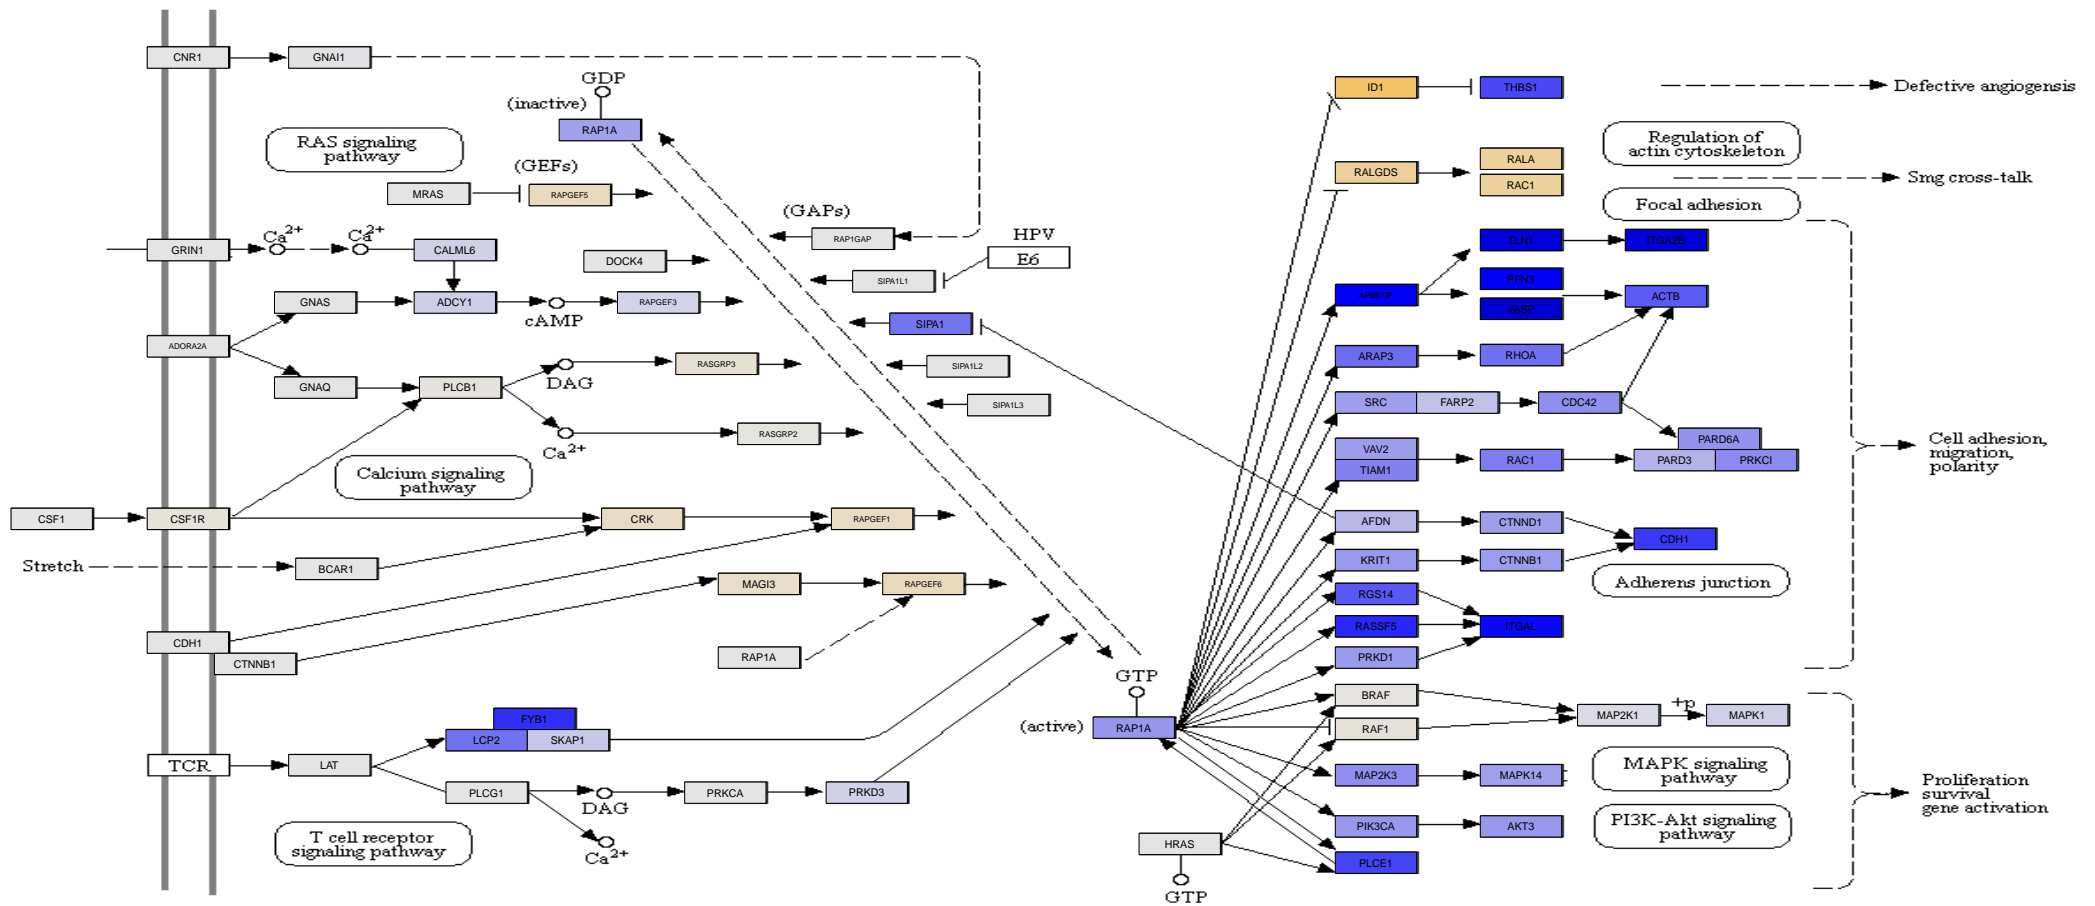 CNR1
GNAI1
GDP
(inactive)
RAP1A
RAS signaling
pathway
(GEFs)
MRAS
RAPGEF5
(GAPs)
RAP1GAP
HPV
E6
GRIN1
Ca2+
Ca2+
CALML6
DOCK4
SIPA1L1
GNAS
ADCY1
cAMP
RAPGEF3
SIPA1
ADORA2A
GNAQ
PLCB1
DAG
RASGRP3
SIPA1L2
SIPA1L3
Ca2+
RASGRP2
Calcium signaling
pathway
CSF1
CSF1R
CRK
RAPGEF1
Stretch
BCAR1
MAGI3
RAPGEF6
CDH1
CTNNB1
RAP1A
GTP
(active)
RAP1A
FYB1
LCP2
SKAP1
TCR
LAT
PLCG1
DAG
PRKCA
PRKD3
Ca2+
T cell receptor
signaling pathway
HRAS
GTP
ID1
THBS1
Defective angiogensis
Regulation of
actin cytoskeleton
RALGDS
RALA
RAC1
Smg cross-talk
Focal adhesion
TLN1
ITGA2B
PFN3
VASP
ACTB
APBB1IP
ARAP3
RHOA
SRC
FARP2
CDC42
PARD6A
PARD3
PRKCI
VAV2
TIAM1
RAC1
Cell adhesion,
migration,
polarity
AFDN
CTNND1
CDH1
KRIT1
CTNNB1
Adherens junction
RGS14
RASSF5
ITGAL
PRKD1
BRAF
RAF1
MAP2K1
+p
MAPK1
MAP2K3
MAPK14
MAPK signaling
pathway
PIK3CA
AKT3
PI3K-Akt signaling
pathway
PLCE1
Prolifemtion
survival
gene activation